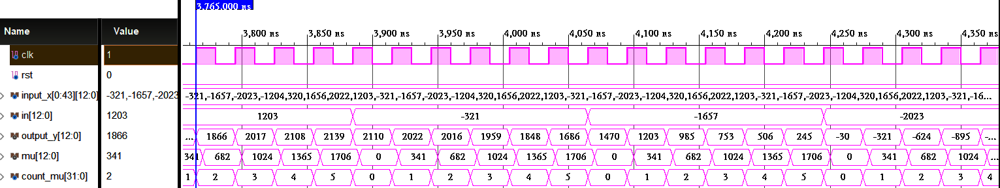 3,765.000 ns
Name Value 3,800 ns 3,850 ns 3,900 ns 3,950 ns 4,000 ns 4,050 ns 4,100 ns 4,150 ns 4,200 ns 4,250 ns 4,300 ns 4,350 ns
clk 1
rst 0
input_x[0:43][12:0] -321,-1657,-2023 -321,-1657,-2023,-1204,320,1656,2022,1203,-321,-1657,-2023,-1204,320,1656,2022,1203,-321,-1657,-2023,-1204,320,1656,2022,1203,-321,-1657,-2023,-1204,320,1656,2022,1203,-321,-16...
in[12:0] 1203 1203 -321 -1657 -2023
output_y[12:0] 1866 ... 1866 2017 2108 2139 2110 2022 2016 1959 1848 1686 1470 1203 985 753 506 245 -30 -321 -624 -895 -...
mu[12:0] 341 341 682 1024 1365 1706 0 341 682 1024 1365 1706 0 341 682 1024 1365 1706 0 341 682 1024 ...
count_mu[31:0] 2 1 2 3 4 5 0 1 2 3 4 5 0 1 2 3 4 5 0 1 2 3 4